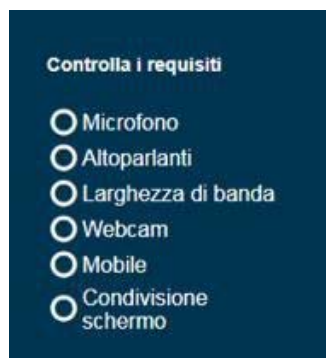 Controlla i requisiti
Microfono
Altoparlanti
Larghezza di banda
Webcam
Mobile
Condivisione
schermo